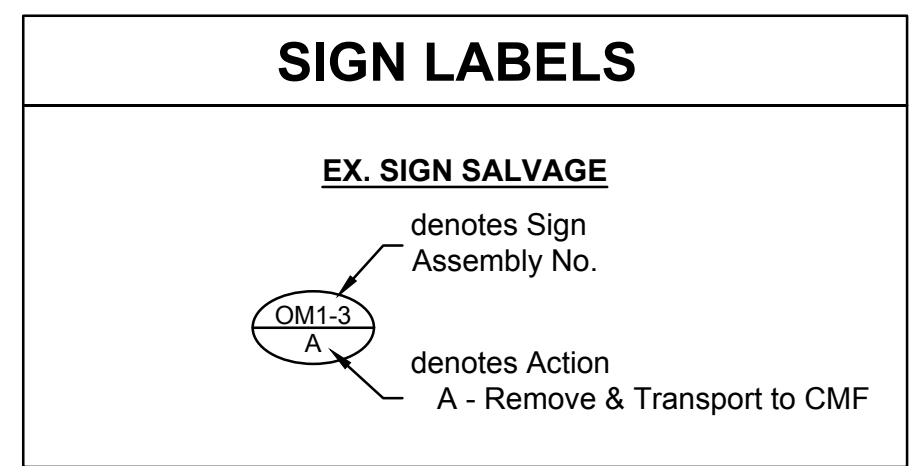 SIGN LABELS
EX. SIGN SALVAGE
denotes Sign
Assembly No.
OM1-3
A
denotes Action
A - Remove & Transport to CMF